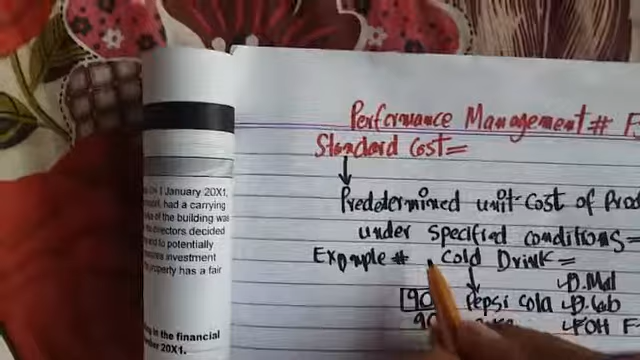 Performance Management #
Standard Cost=
Predetermined unit cost of
under specified conditions=
Example # Cold Drink=
D.Mat
90 Pepsi cola D.Lab
90 FOH
1 January 20X1,
had a carrying
of the building was
directors decided
to potentially
investment
property has a fair
in the financial
20X1.